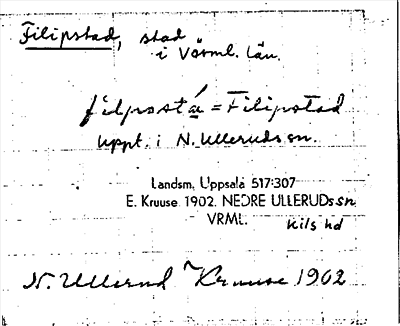 Filipstad, stad
i Värml. län.
filpostá = Filipstad
uppt. i N. Ulleruds sn.
Landsm. Uppsala 517:307
E. Kruuse 1902. NEDRE ULLERUDs sn
VRML. Kils hd
N. Ullerud Kruuse 1902